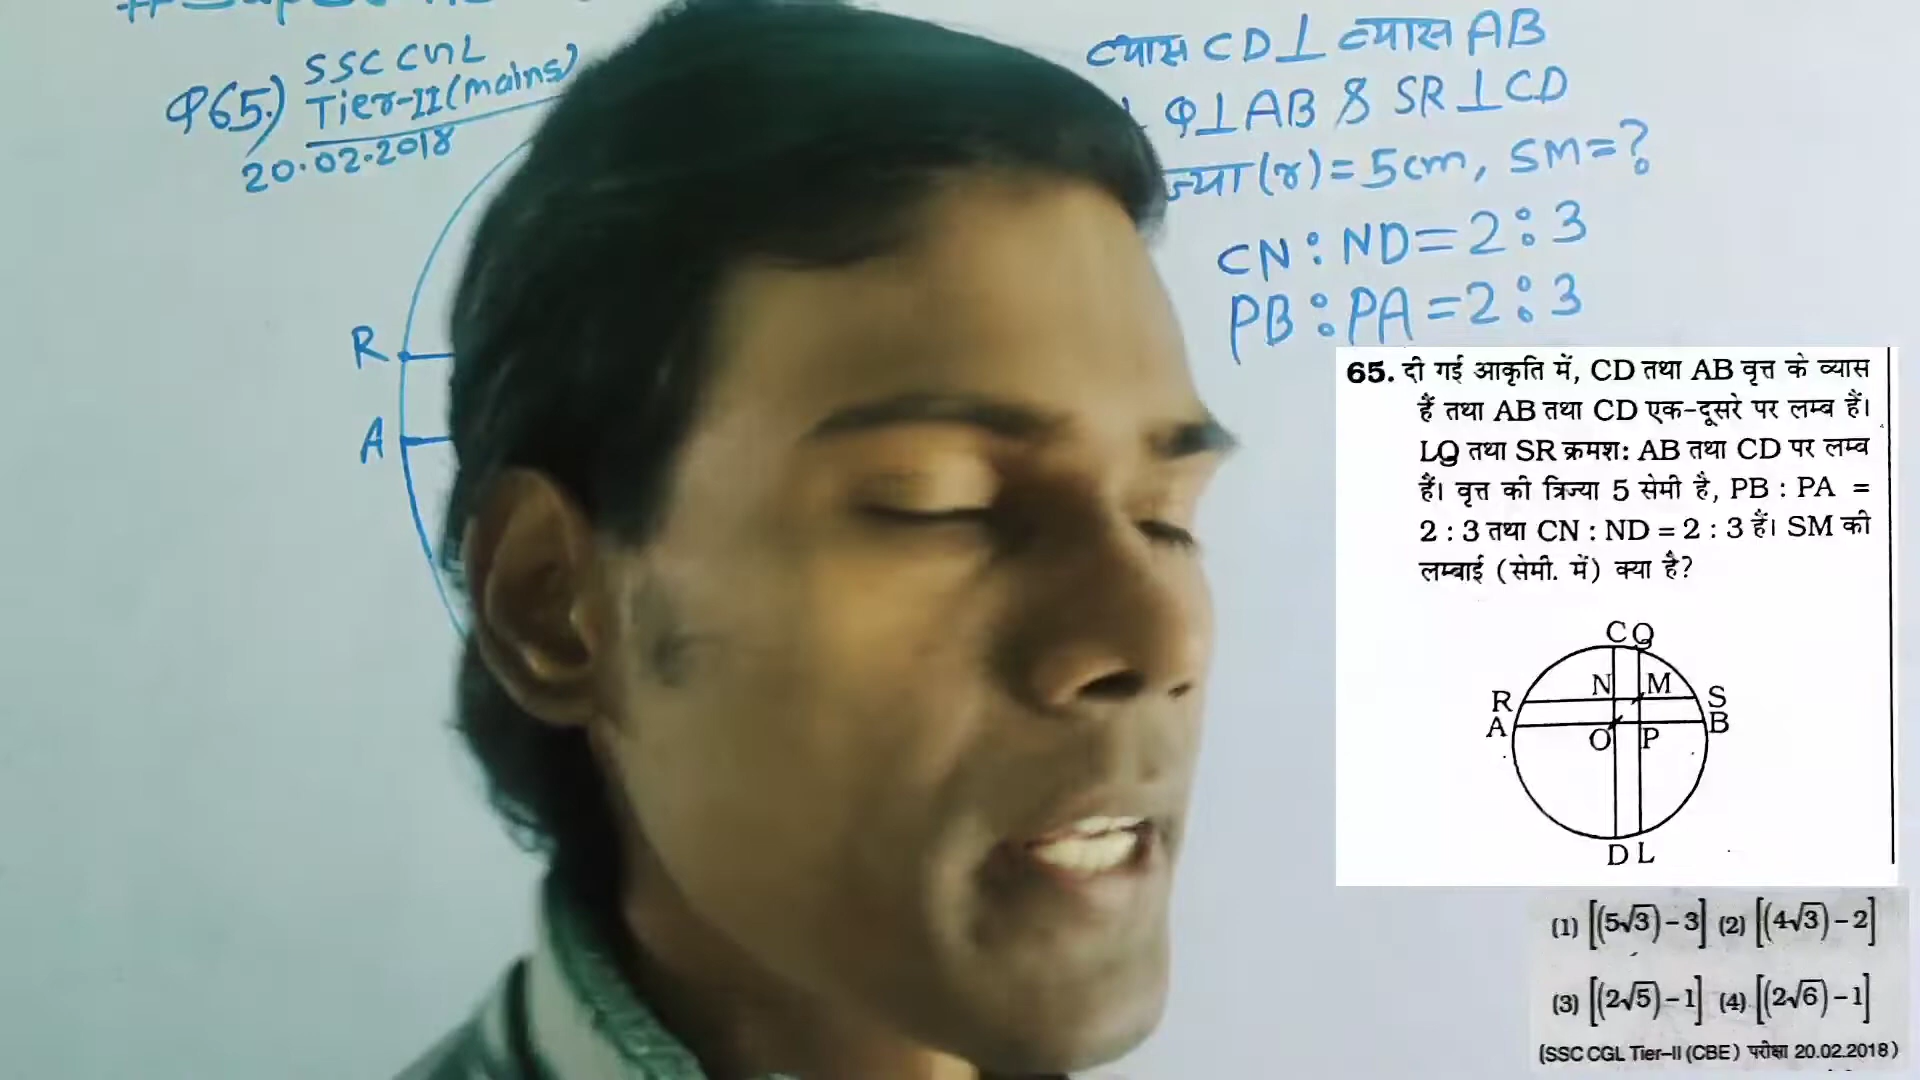 Q65.) SSC CGL
Tier-II (mains)
20.02.2018
व्यास CD⊥ व्यास AB
Q⊥AB & SR⊥CD
ज्या(r)=5cm, SM=?
CN:ND=2:3
PB:PA=2:3
R
A
65. दी गई आकृति में, CD तथा AB वृत्त के व्यास
हैं तथा AB तथा CD एक-दूसरे पर लम्ब हैं।
LQ तथा SR क्रमश: AB तथा CD पर लम्ब
हैं। वृत्त की त्रिज्या 5 सेमी है, PB : PA =
2 : 3 तथा CN : ND = 2 : 3 हैं। SM की
लम्बाई (सेमी. में) क्या है?
C Q
N M
R S
A B
O P
D L
(1) [(5√3) – 3] (2) [(4√3) – 2]
(3) [(2√5) – 1] (4) [(2√6) – 1]
(SSC CGL Tier–II (CBE) परीक्षा 20.02.2018)